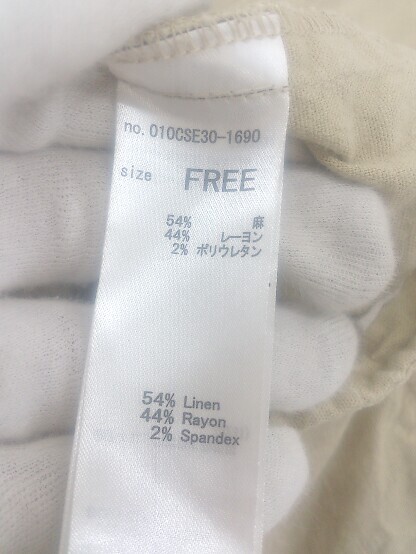 no. 010CSE30-1690
size FREE
54% 麻
44% レーヨン
2% ポリウレタン
54% Linen
44% Rayon
2% Spandex